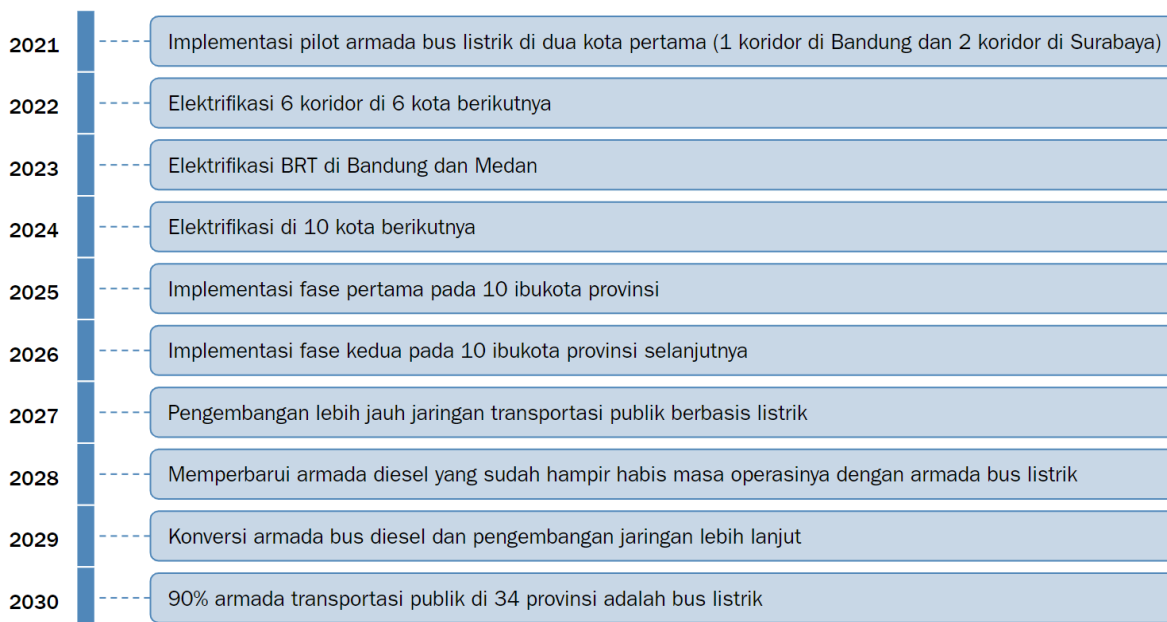 2021 Implementasi pilot armada bus listrik di dua kota pertama (1 koridor di Bandung dan 2 koridor di Surabaya)
2022 Elektrifikasi 6 koridor di 6 kota berikutnya
2023 Elektrifikasi BRT di Bandung dan Medan
2024 Elektrifikasi di 10 kota berikutnya
2025 Implementasi fase pertama pada 10 ibukota provinsi
2026 Implementasi fase kedua pada 10 ibukota provinsi selanjutnya
2027 Pengembangan lebih jauh jaringan transportasi publik berbasis listrik
2028 Memperbarui armada diesel yang sudah hampir habis masa operasinya dengan armada bus listrik
2029 Konversi armada bus diesel dan pengembangan jaringan lebih lanjut
2030 90% armada transportasi publik di 34 provinsi adalah bus listrik